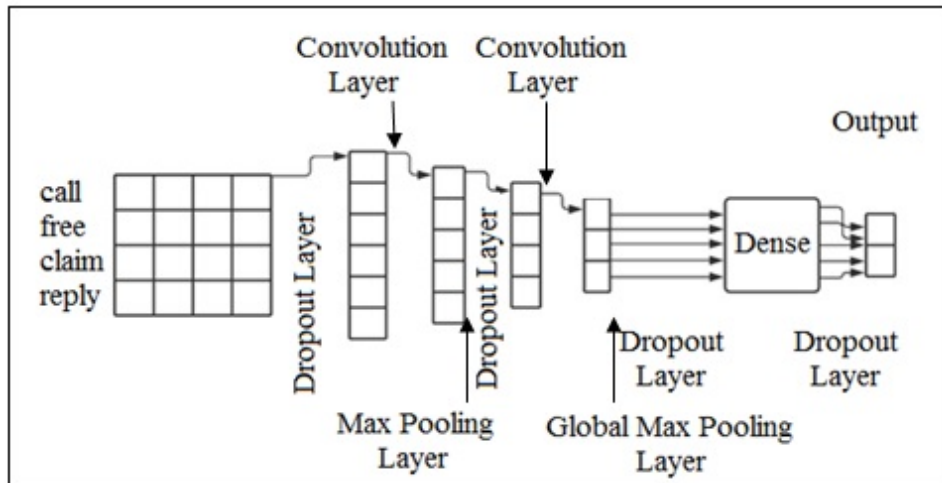 Convolution
Layer
Convolution
Layer
Output
call
free
claim
reply
Dropout Layer
Dropout Layer
Dense
Dropout
Layer
Dropout
Layer
Max Pooling
Layer
Global Max Pooling
Layer